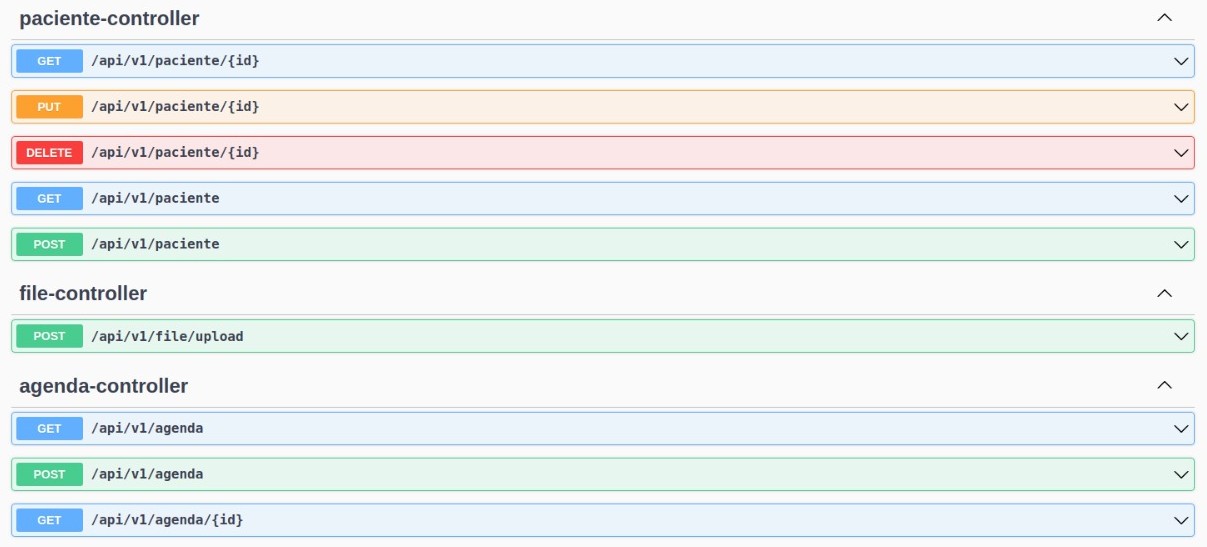 paciente-controller
GET /api/v1/paciente/{id}
PUT /api/v1/paciente/{id}
DELETE /api/v1/paciente/{id}
GET /api/v1/paciente
POST /api/v1/paciente
file-controller
POST /api/v1/file/upload
agenda-controller
GET /api/v1/agenda
POST /api/v1/agenda
GET /api/v1/agenda/{id}